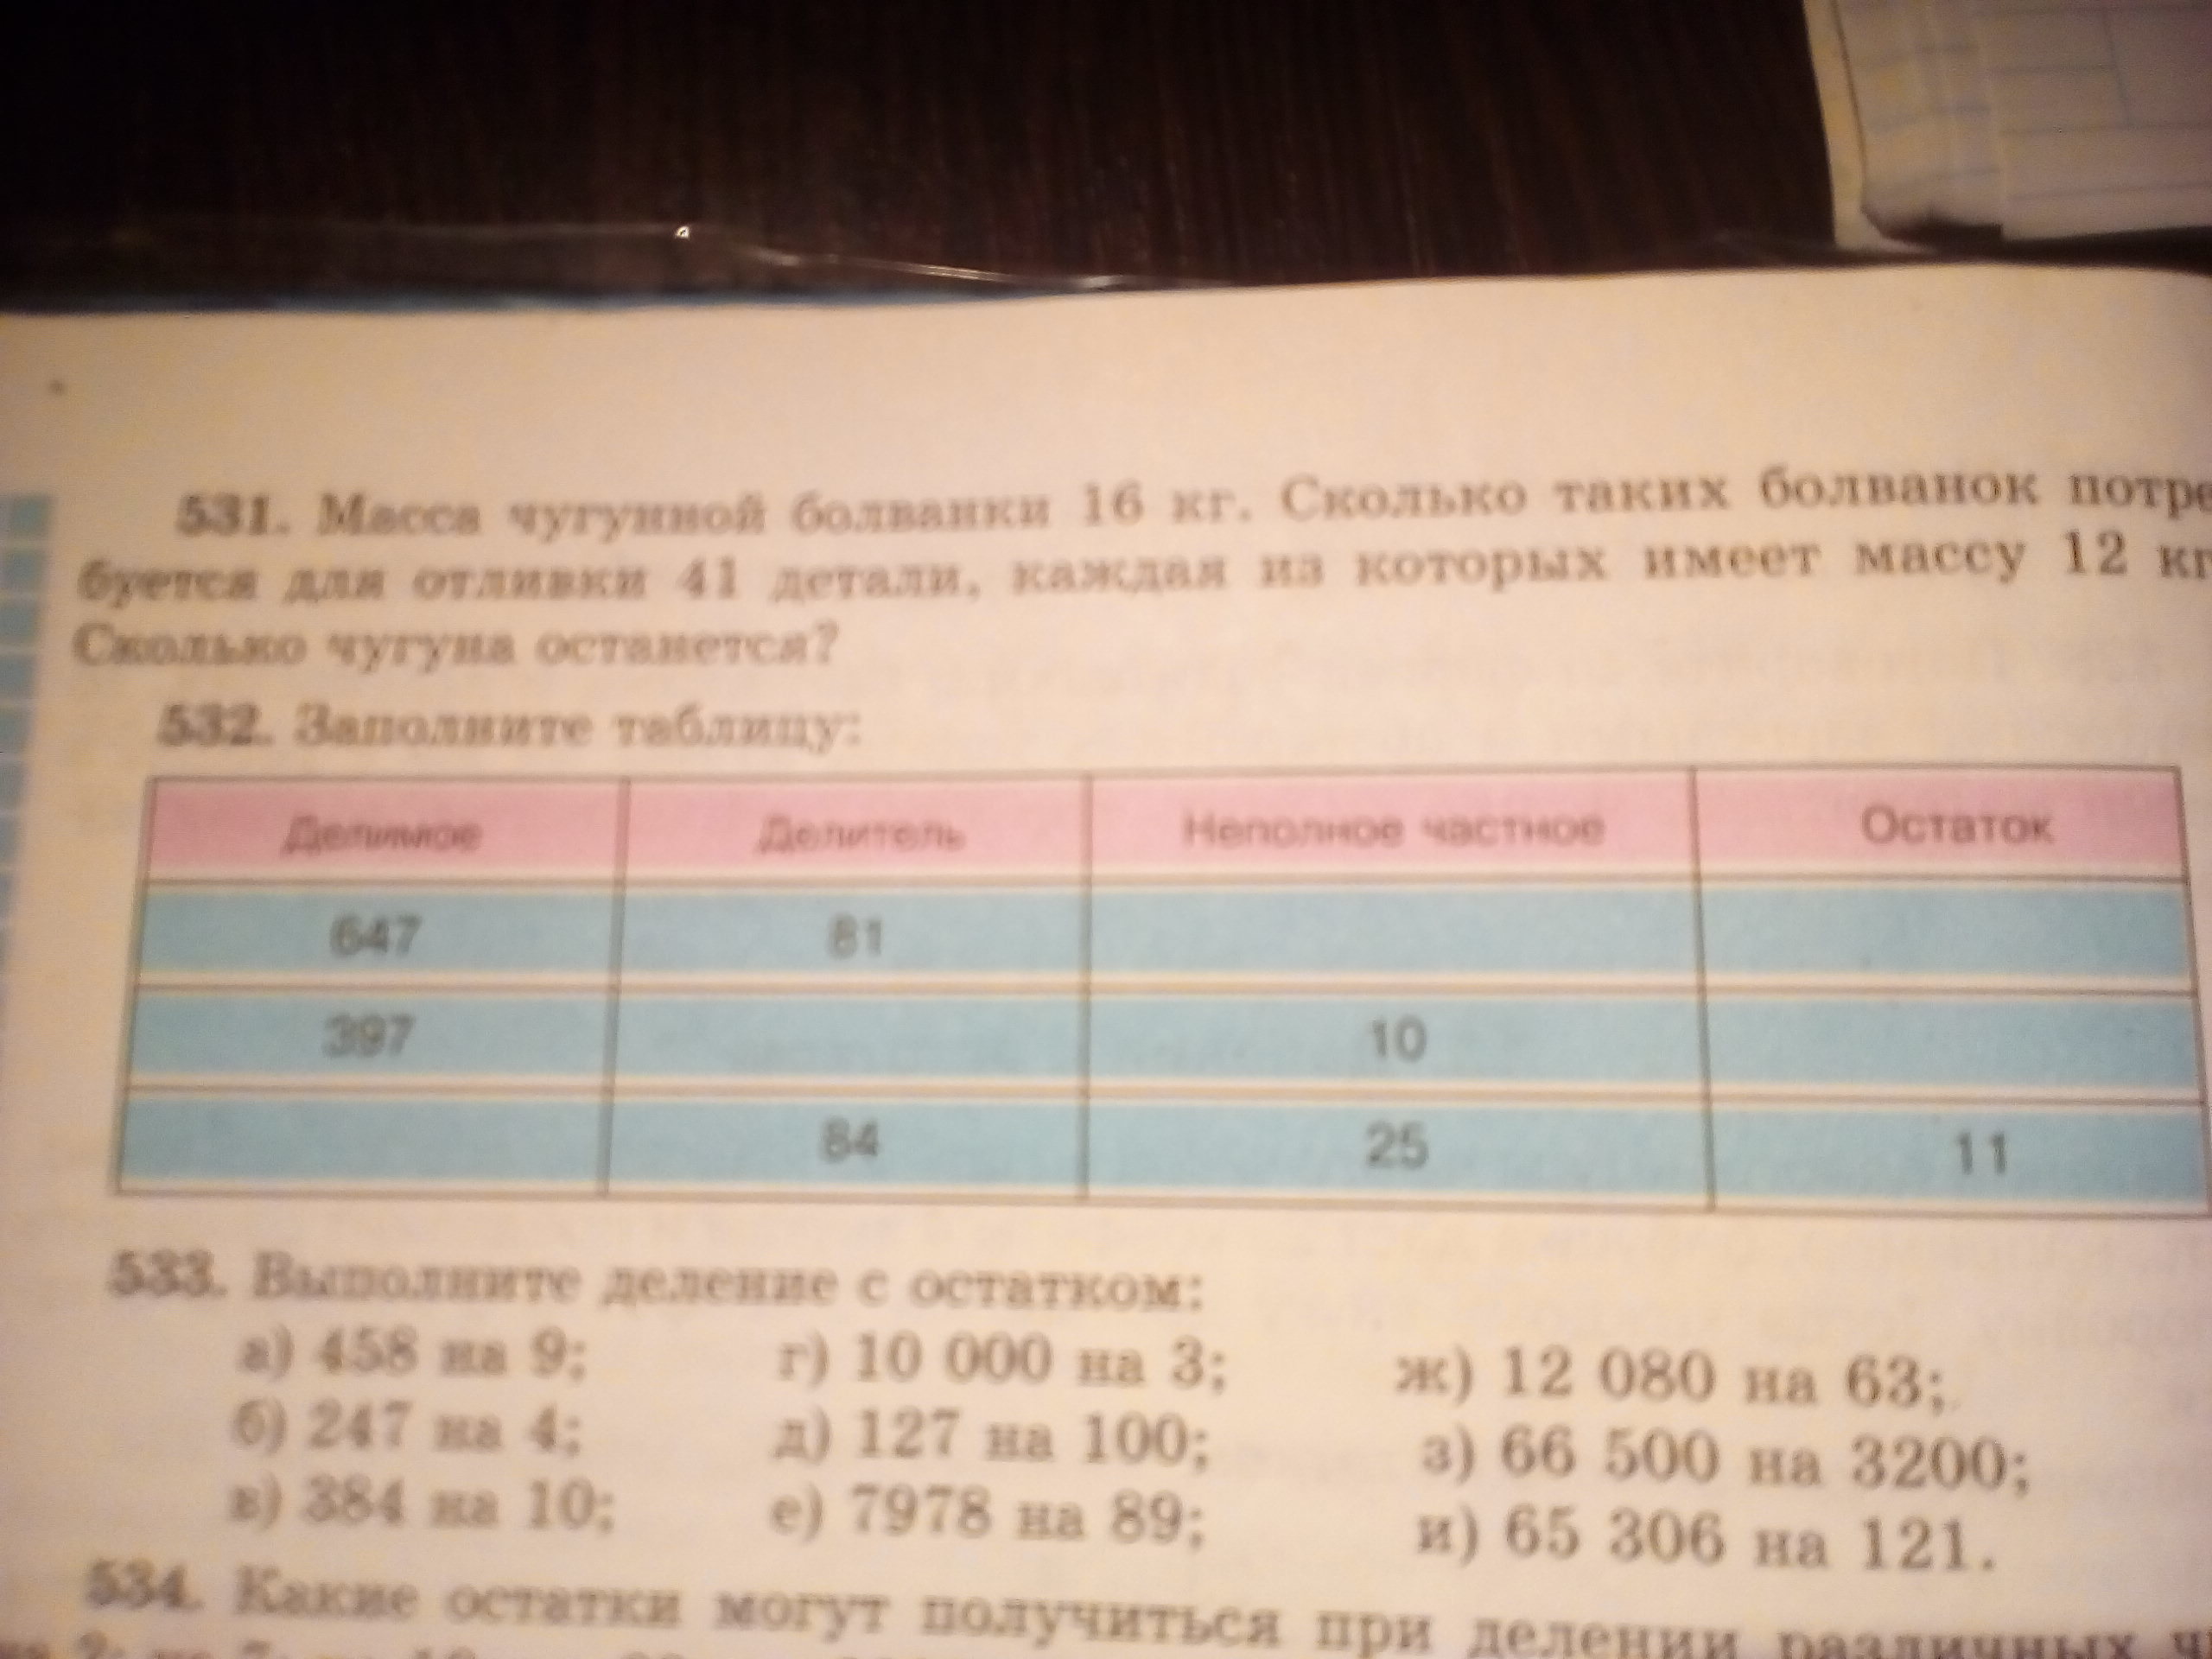 531. Масса чугунной болванки 16 кг. Сколько таких болванок потре
буется для отливки 41 детали, каждая из которых имеет массу 12 кг
Сколько чугуна останется?
532. Заполните таблицу:
Делимое Делитель Неполное частное Остаток
647 81
397 10
84 25 11
533. Выполните деление с остатком:
а) 458 на 9; г) 10 000 на 3; ж) 12 080 на 63;
б) 247 на 4; д) 127 на 100; з) 66 500 на 3200;
в) 384 на 10; е) 7978 на 89; и) 65 306 на 121.
534. Какие остатки могут получиться при делении различных